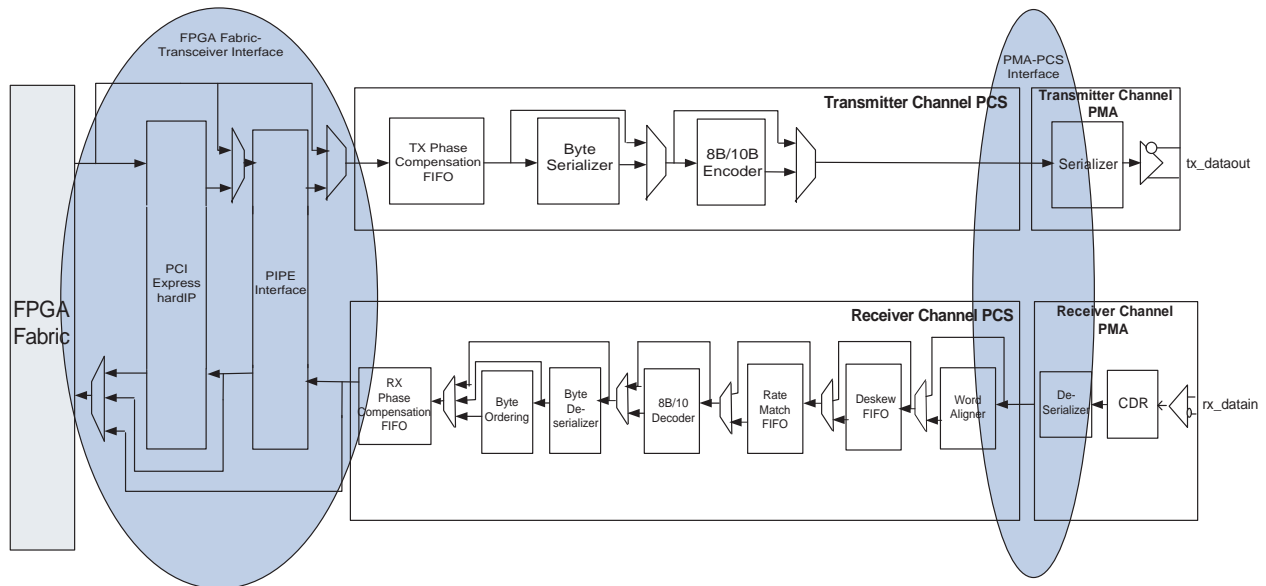 FPGA Fabric-
Transceiver Interface
PMA-PCS
Interface
Transmitter Channel PCS
Transmitter Channel
PMA
TX Phase
Compensation
FIFO
Byte
Serializer
8B/10B
Encoder
Serializer
tx_dataout
PCI
Express
hardIP
PIPE
Interface
FPGA
Fabric
Receiver Channel PCS
Receiver Channel
PMA
RX
Phase
Compensation
FIFO
Byte
Ordering
Byte
De-
serializer
8B/10
Decoder
Rate
Match
FIFO
Deskew
FIFO
Word
Aligner
De-
Serializer
CDR
rx_datain